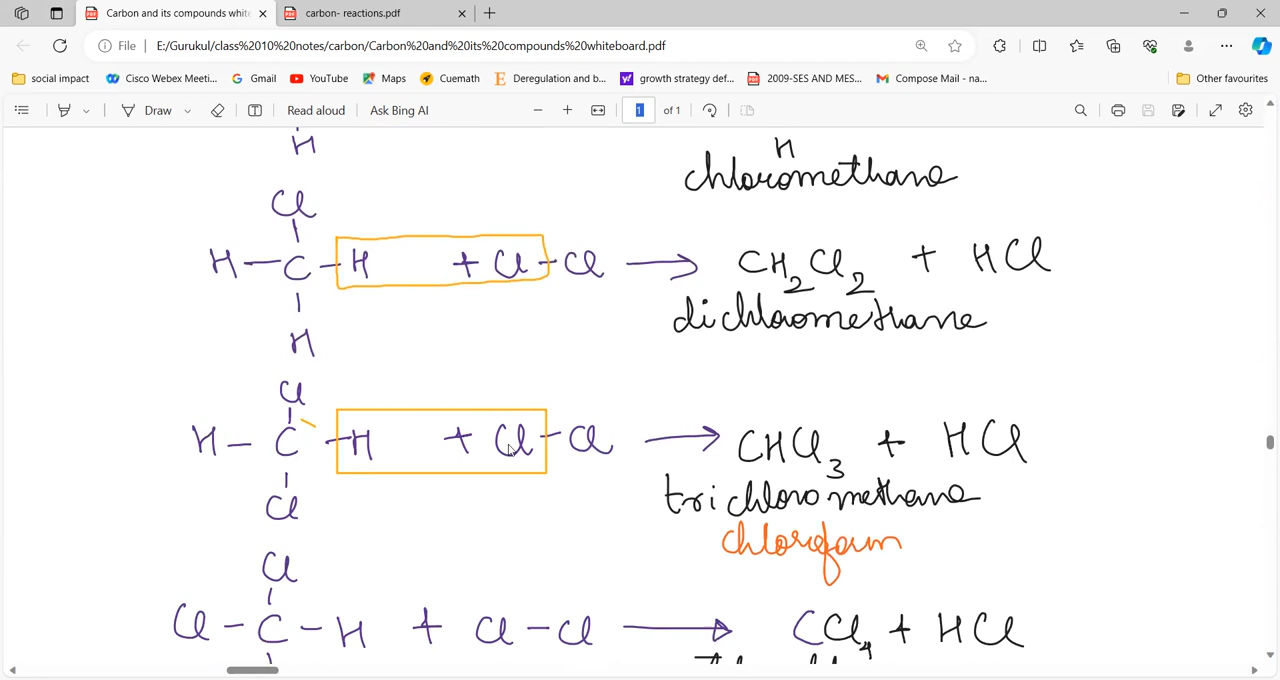 Carbon and its compounds white
carbon- reactions.pdf
File E:/Gurukul/class%2010%20notes/carbon/Carbon%20and%20its%20compounds%20whiteboard.pdf
social impact Cisco Webex Meeti... Gmail YouTube Maps Cuemath Deregulation and b... growth strategy def... 2009-SES AND MES... Compose Mail - na... Other favourites
Draw Read aloud Ask Bing AI 1 of 1
H
H
chloromethane
Cl
H — C — H + Cl - Cl → CH2Cl2 + HCl
H
dichloromethane
Cl
H — C — H + Cl - Cl → CHCl3 + HCl
Cl
trichloromethane
chloroform
Cl
Cl — C — H + Cl — Cl → CCl4 + HCl